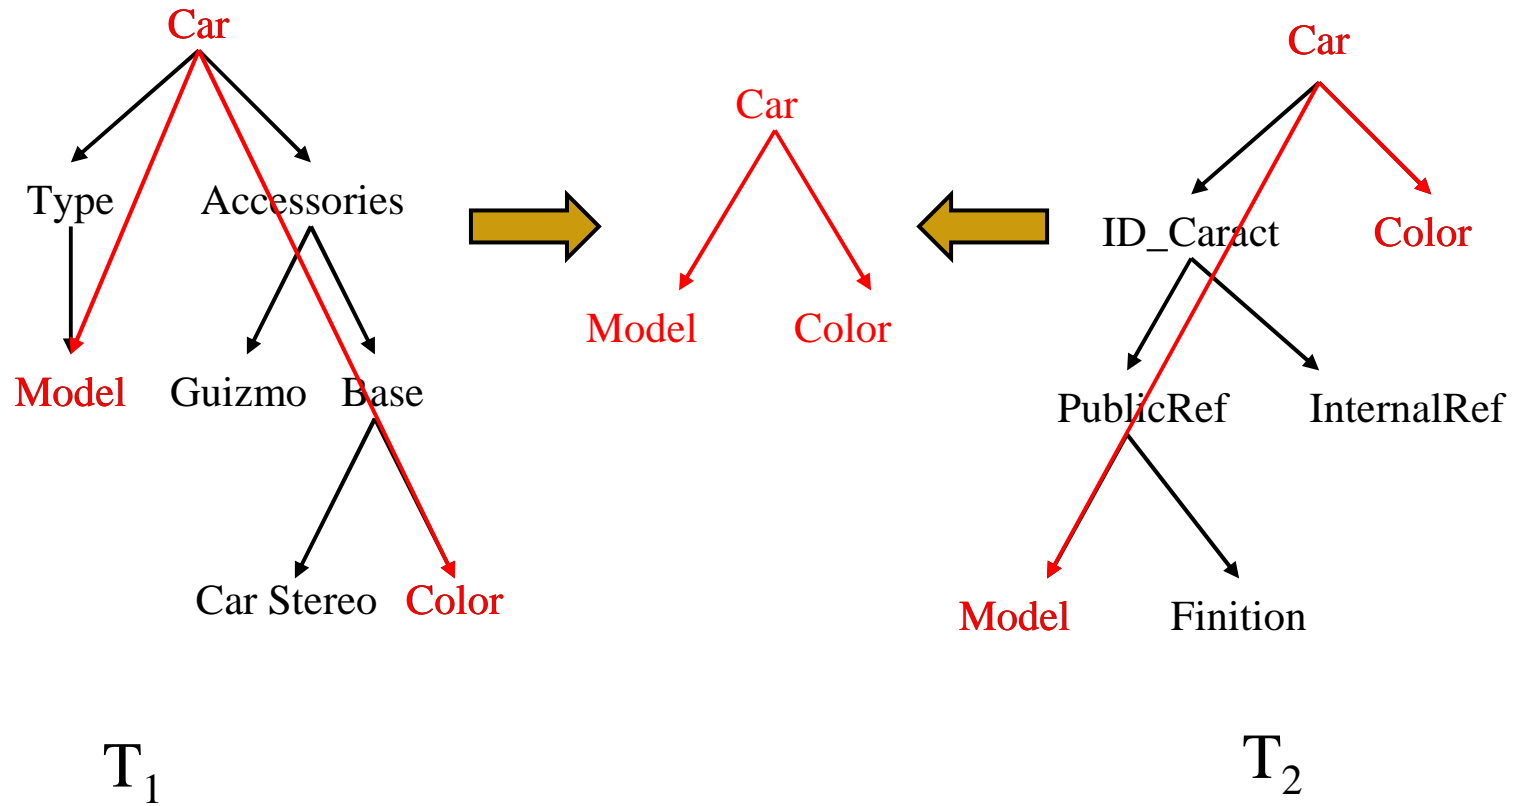 Car
Type
Accessories
Model
Guizmo
Base
Car Stereo
Color
T1
Car
Model
Color
Car
ID_Caract
Color
PublicRef
InternalRef
Model
Finition
T2